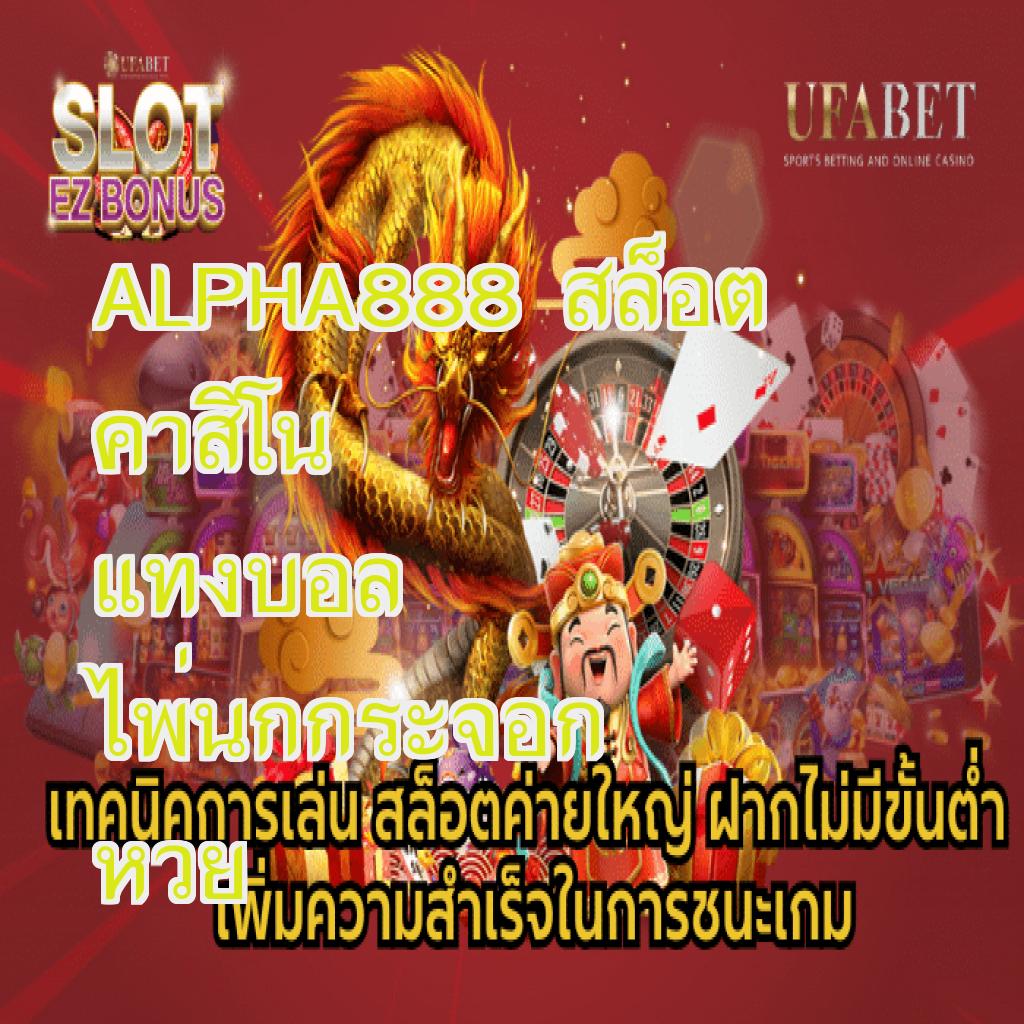 UFABET
SLOT
EZ BONUS
UFABET
SPORTS BETTING AND ONLINE CASINO
ALPHA888 สล็อต
คาสิโน
แทงบอล
ไพ่นกกระจอก
เทคนิคการเล่น สล็อตค่ายใหญ่ ฝากไม่มีขั้นต่ำ
หวย
เพิ่มความสำเร็จในการชนะเกม